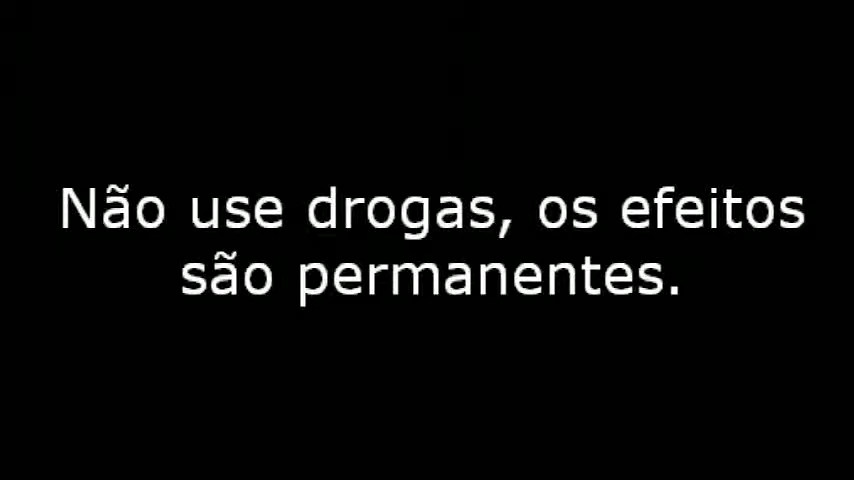 Não use drogas, os efeitos
são permanentes.